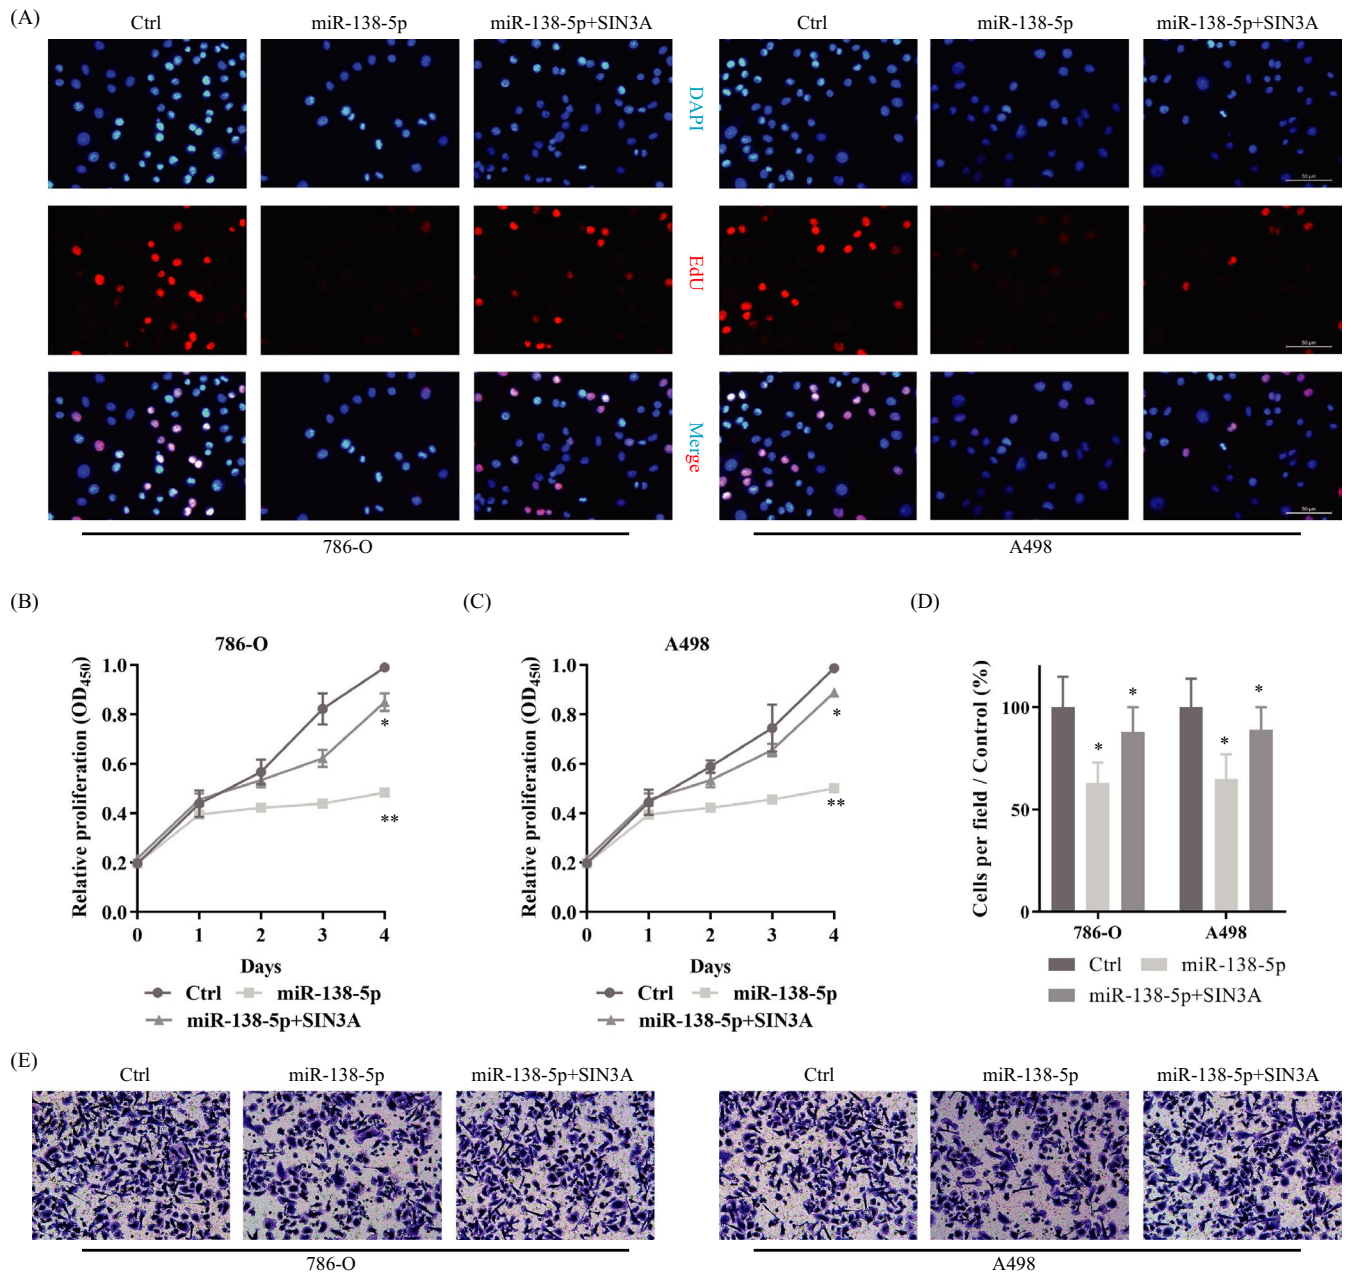 (A)
Ctrl miR-138-5p miR-138-5p+SIN3A Ctrl miR-138-5p miR-138-5p+SIN3A
DAPI
50 μm
EdU
50 μm
Merge
50 μm
786-O A498
(B) (C) (D)
786-O
Relative proliferation (OD450)
1.0
0.8
0.6
0.4
0.2
0.0
*
**
0 1 2 3 4
Days
Ctrl miR-138-5p
miR-138-5p+SIN3A
A498
Relative proliferation (OD450)
1.0
0.8
0.6
0.4
0.2
0.0
*
**
0 1 2 3 4
Days
Ctrl miR-138-5p
miR-138-5p+SIN3A
Cells per field / Control (%)
100
50
0
* * * *
786-O A498
Ctrl miR-138-5p
miR-138-5p+SIN3A
(E)
Ctrl miR-138-5p miR-138-5p+SIN3A Ctrl miR-138-5p miR-138-5p+SIN3A
786-O A498